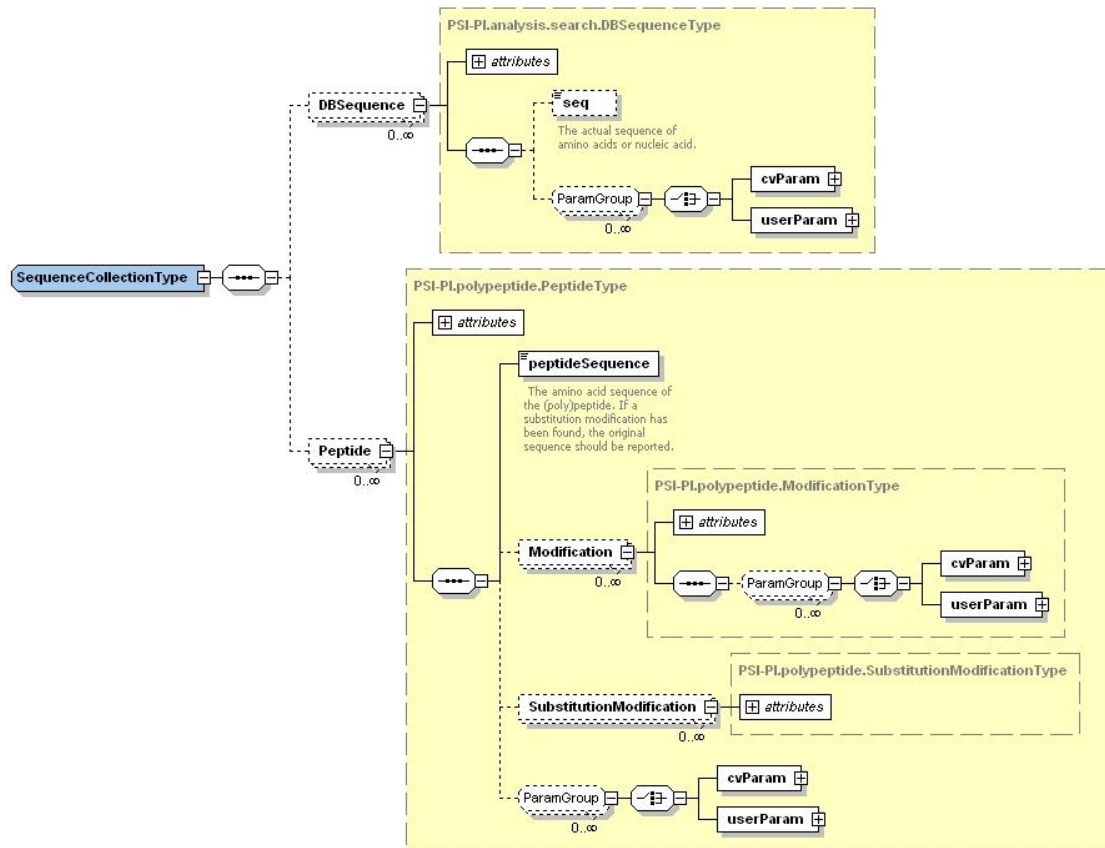 PSI-PI.analysis.search.DBSequenceType
attributes
DBSequence
0..∞
seq
The actual sequence of
amino acids or nucleic acid.
ParamGroup
0..∞
cvParam
userParam
SequenceCollectionType
PSI-PI.polypeptide.PeptideType
attributes
peptideSequence
The amino acid sequence of
the (poly)peptide. If a
substitution modification has
been found, the original
sequence should be reported.
Peptide
0..∞
PSI-PI.polypeptide.ModificationType
attributes
Modification
0..∞
ParamGroup
0..∞
cvParam
userParam
PSI-PI.polypeptide.SubstitutionModificationType
SubstitutionModification
0..∞
attributes
ParamGroup
0..∞
cvParam
userParam